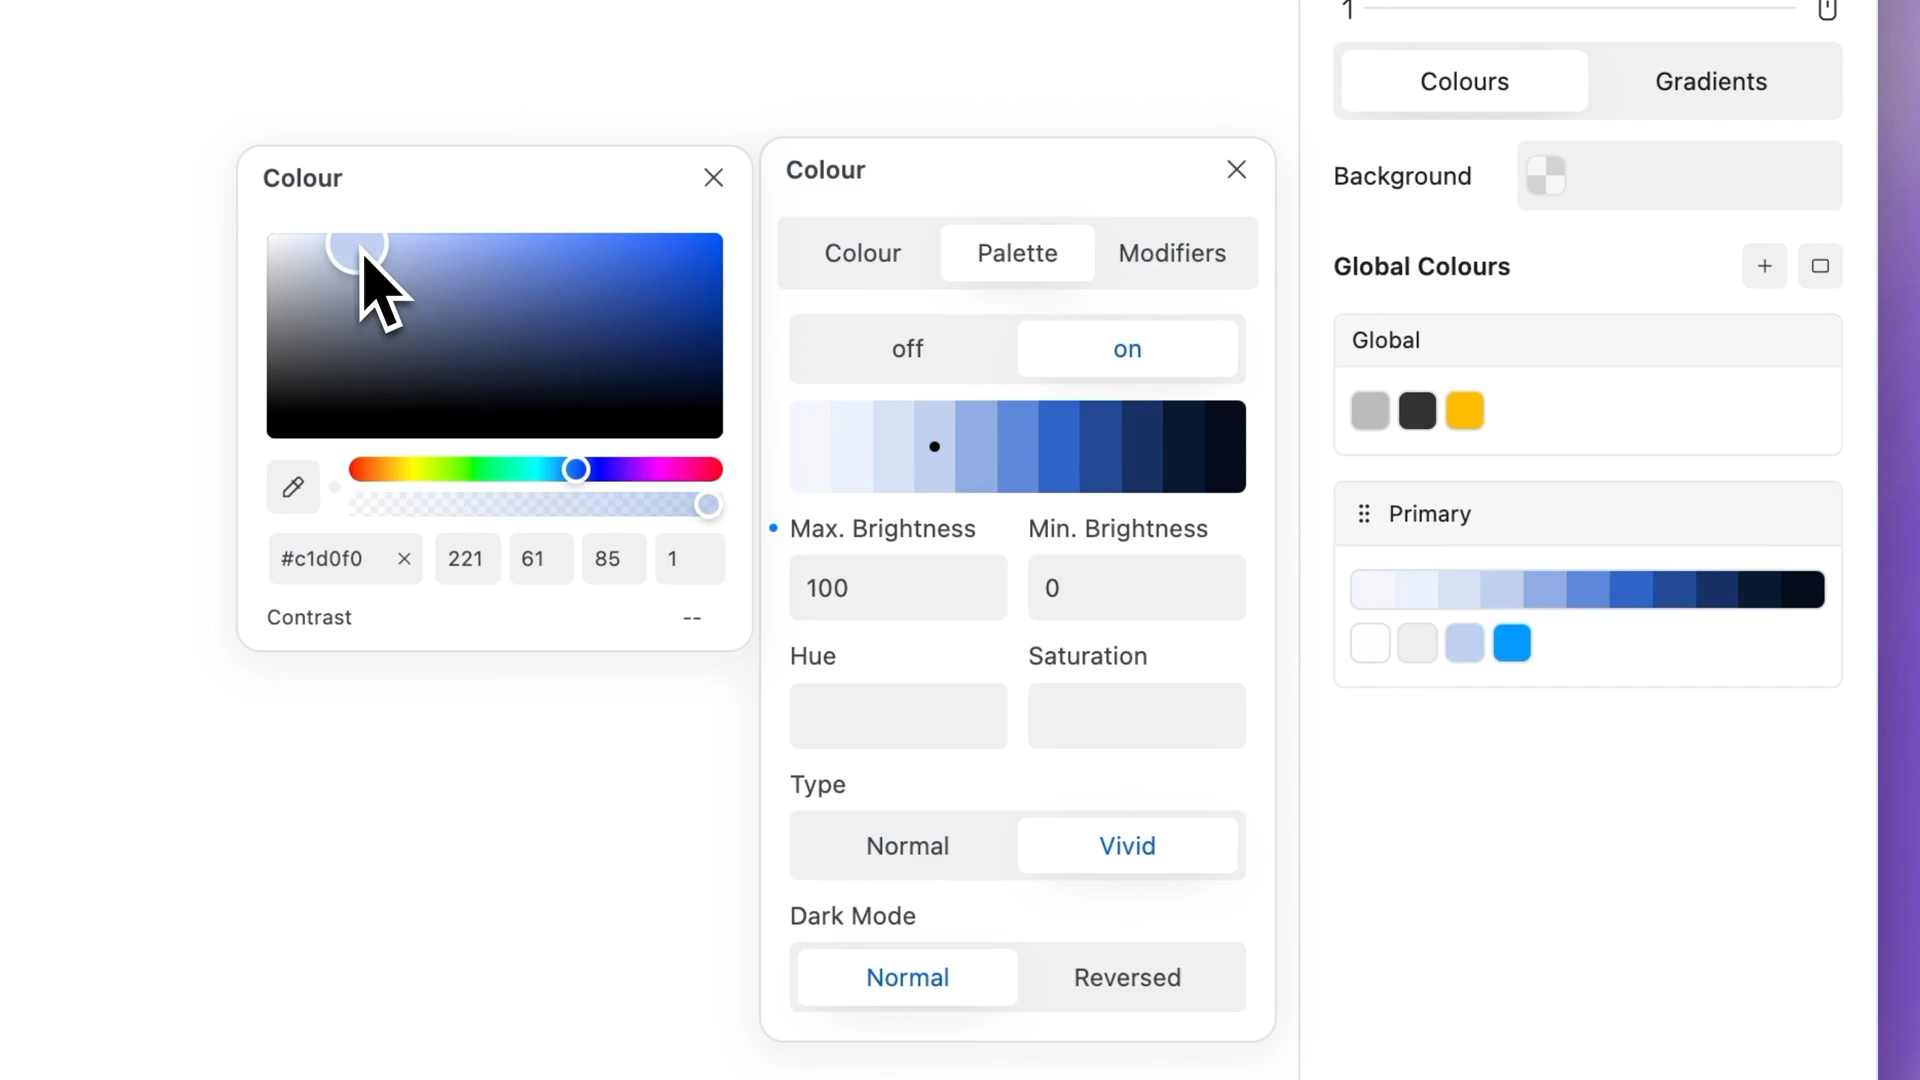 Colour
#c1d0f0
221
61
85
1
Contrast
--
Colour
Colour
Palette
Modifiers
off
on
Max. Brightness
Min. Brightness
100
0
Hue
Saturation
Type
Normal
Vivid
Dark Mode
Normal
Reversed
1
Colours
Gradients
Background
Global Colours
Global
Primary